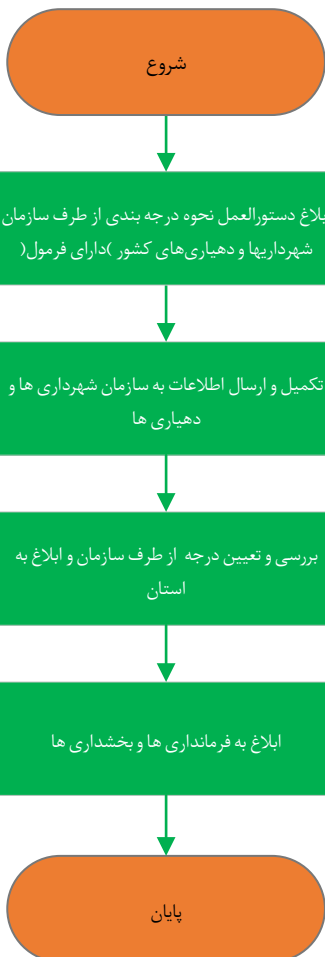 شروع
بلاغ دستورالعمل نحوه درجه بندی از طرف سازمان
شهرداریها و دهیاری‌های کشور )دارای فرمول(
تکمیل و ارسال اطلاعات به سازمان شهرداری ها و
دهیاری ها
بررسی و تعیین درجه از طرف سازمان و ابلاغ به
استان
ابلاغ به فرمانداری ها و بخشداری ها
پایان